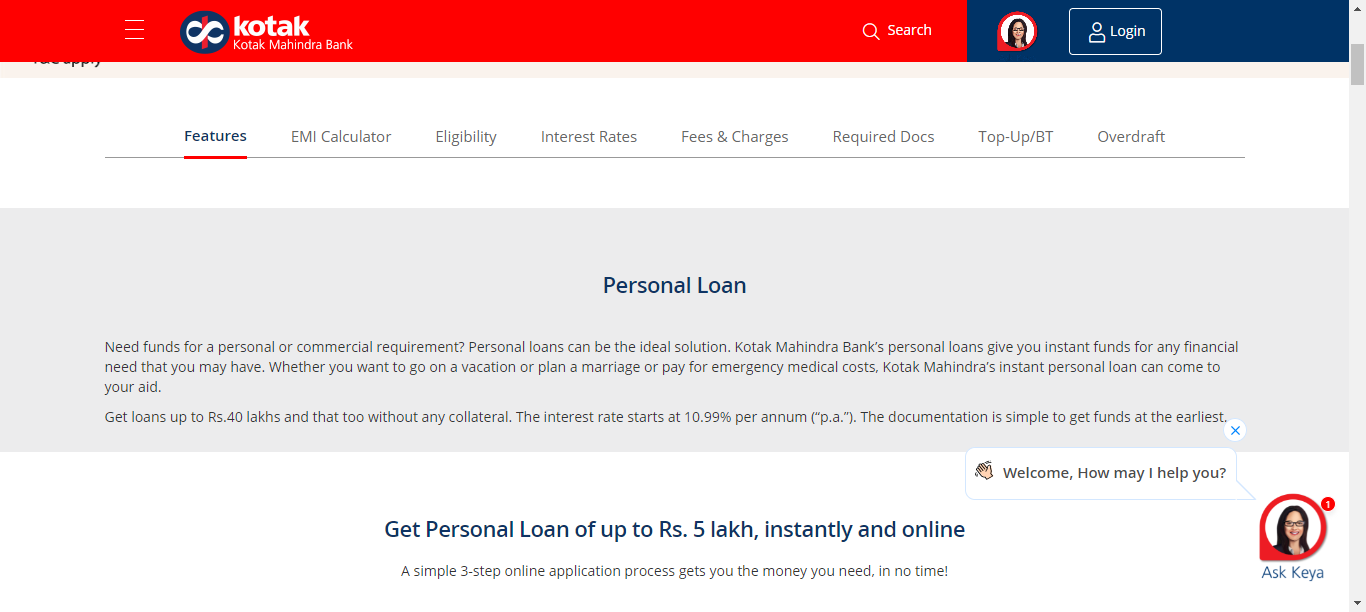 kotak
Kotak Mahindra Bank
Search
Login
Features
EMI Calculator
Eligibility
Interest Rates
Fees & Charges
Required Docs
Top-Up/BT
Overdraft
Personal Loan
Need funds for a personal or commercial requirement? Personal loans can be the ideal solution. Kotak Mahindra Bank’s personal loans give you instant funds for any financial
need that you may have. Whether you want to go on a vacation or plan a marriage or pay for emergency medical costs, Kotak Mahindra’s instant personal loan can come to
your aid.
Get loans up to Rs.40 lakhs and that too without any collateral. The interest rate starts at 10.99% per annum (“p.a.”). The documentation is simple to get funds at the earliest.
Welcome, How may I help you?
1
Ask Keya
Get Personal Loan of up to Rs. 5 lakh, instantly and online
A simple 3-step online application process gets you the money you need, in no time!